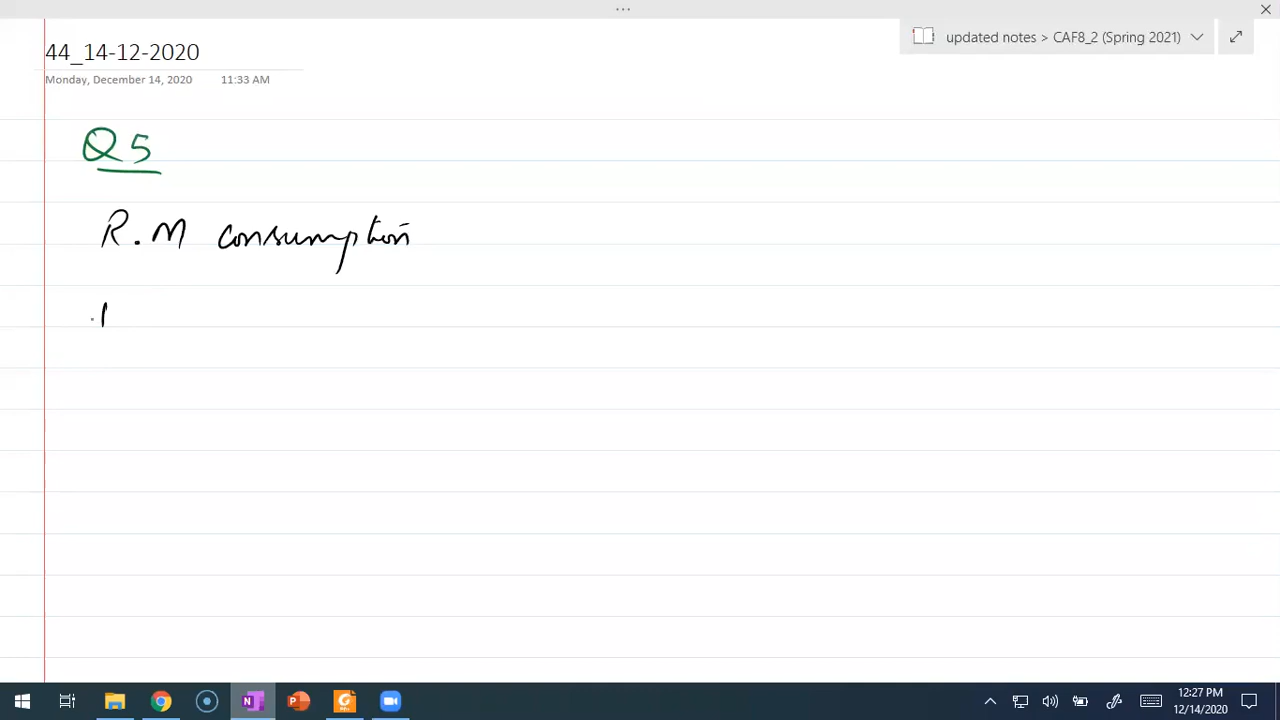 44_14-12-2020
updated notes > CAF8_2 (Spring 2021)
Monday, December 14, 2020 11:33 AM
Q 5
R.M consumption
12:27 PM
12/14/2020